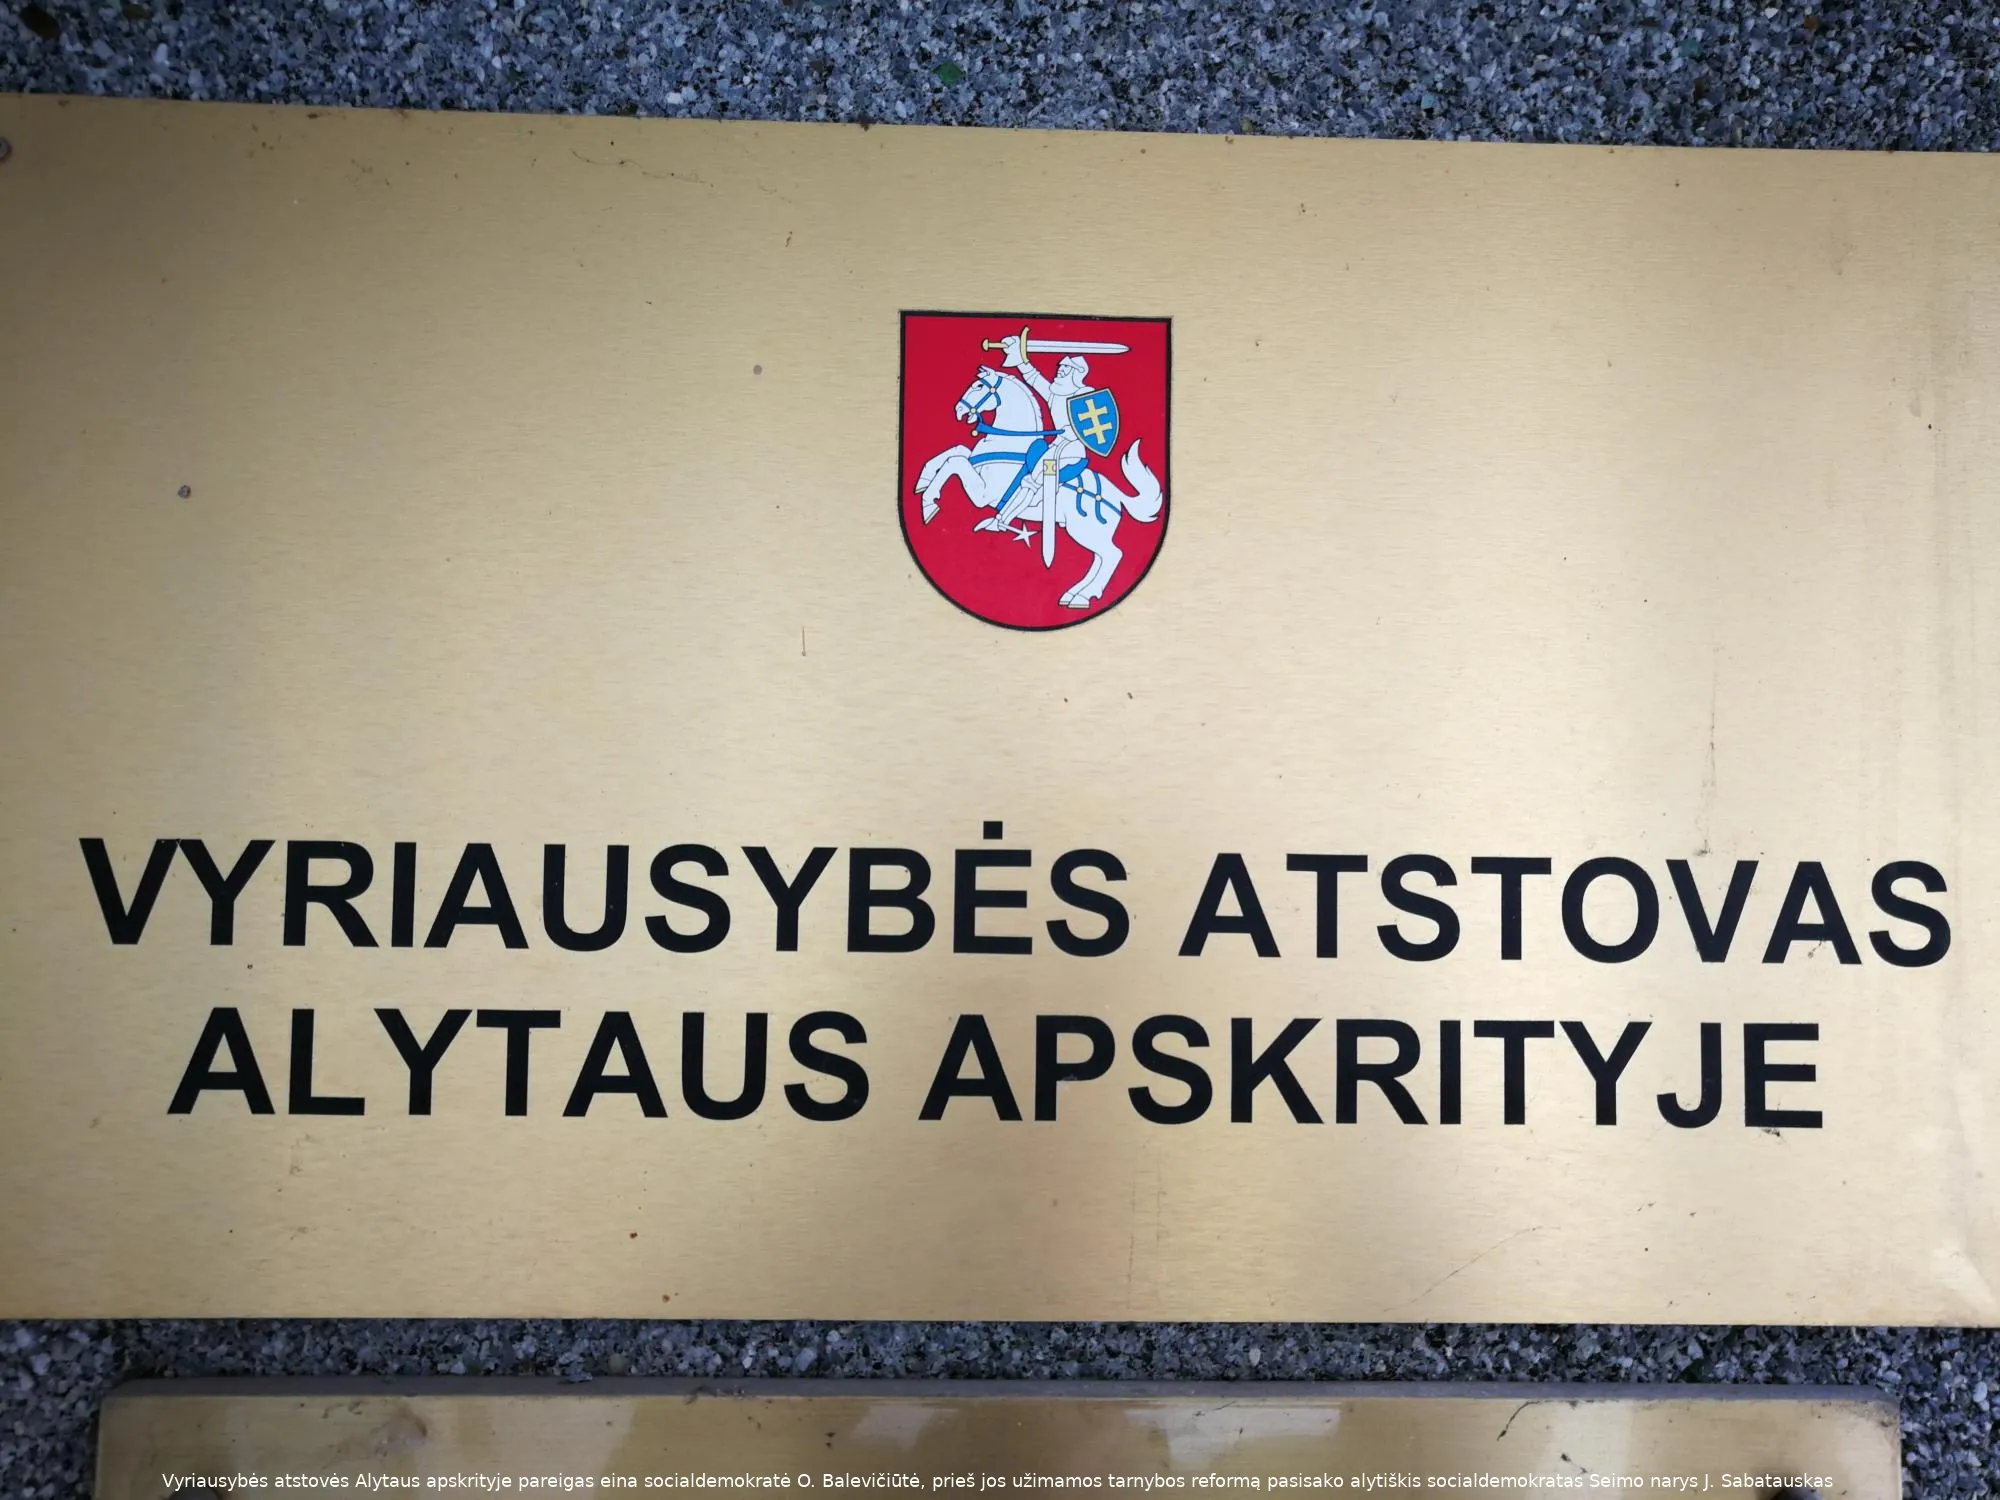 VYRIAUSYBĖS ATSTOVAS
ALYTAUS APSKRITYJE
Vyriausybės atstovės Alytaus apskrityje pareigas eina socialdemokratė O. Balevičiūtė, prieš jos užimamos tarnybos reformą pasisako alytiškis socialdemokratas Seimo narys J. Sabatauskas